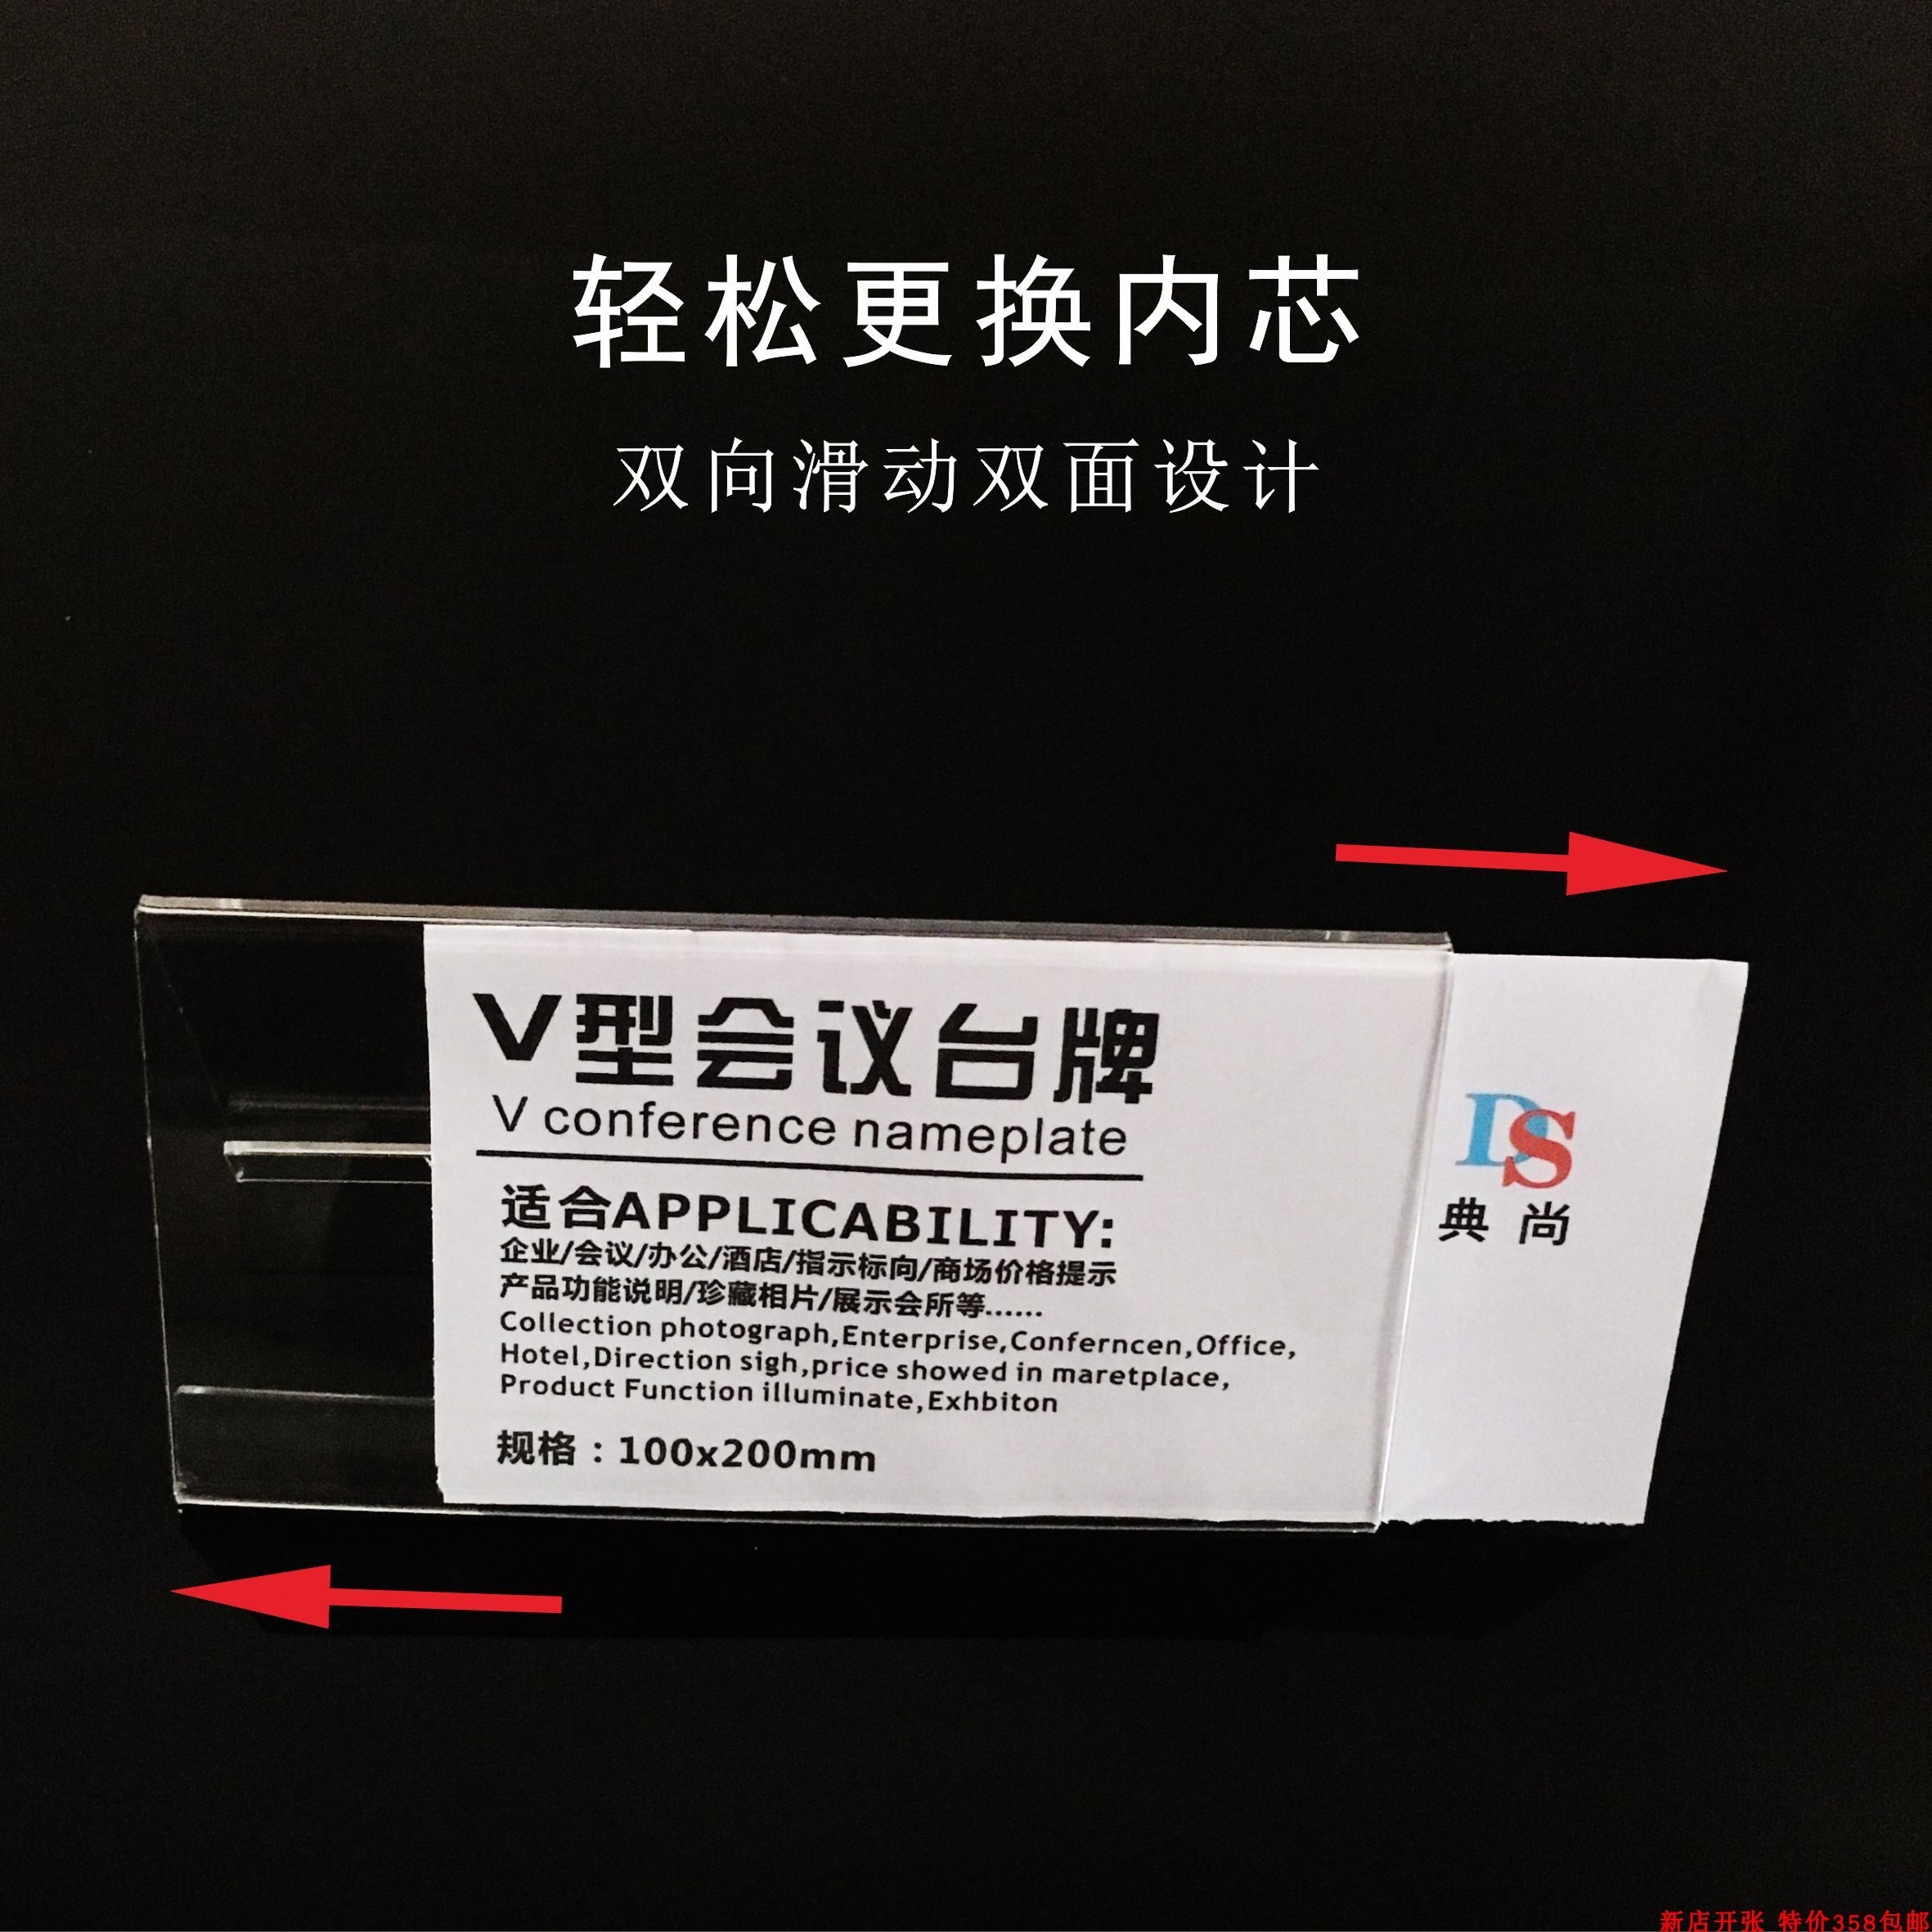 轻松更换内芯
双向滑动双面设计
V型会议台牌
V conference nameplate
适合APPLICABILITY:
企业/会议/办公/酒店/指示标向/商场价格提示
产品功能说明/珍藏相片/展示会所等......
Collection photograph,Enterprise,Conferncen,Office,
Hotel,Direction sigh,price showed in maretplace,
Product Function illuminate,Exhbiton
规格：100x200mm
DS
典尚
新店开张 特价358包邮